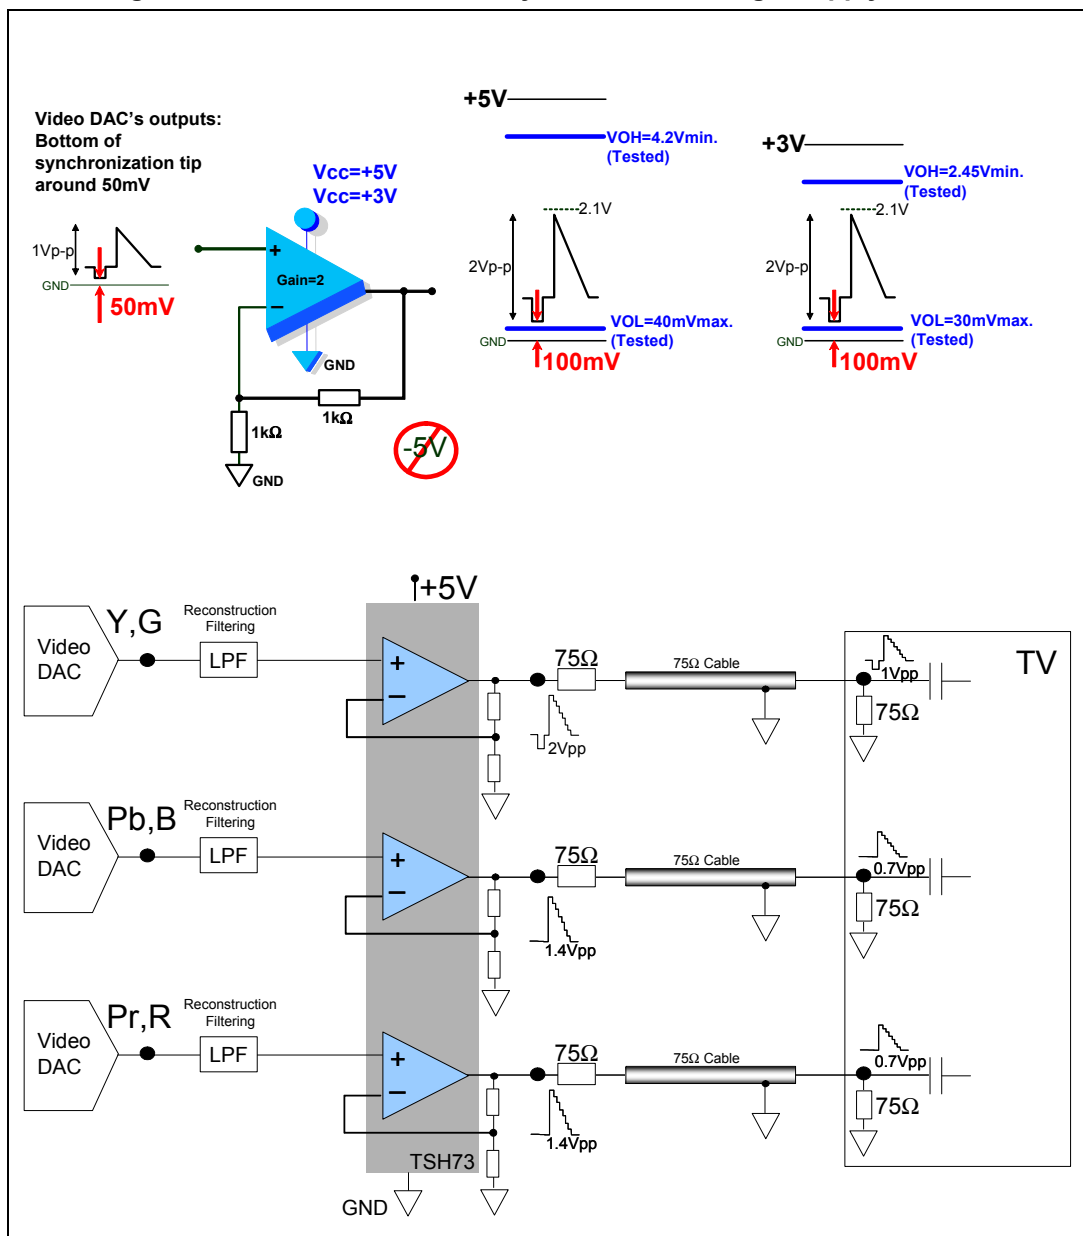 Video DAC's outputs:
Bottom of
synchronization tip
around 50mV
1Vp-p
GND
50mV
Vcc=+5V
Vcc=+3V
+
Gain=2
−
GND
1kΩ
1kΩ
GND
-5V
+5V
VOH=4.2Vmin.
(Tested)
2.1V
2Vp-p
VOL=40mVmax.
(Tested)
GND
100mV
+3V
VOH=2.45Vmin.
(Tested)
2.1V
2Vp-p
VOL=30mVmax.
(Tested)
GND
100mV
+5V
Video
DAC
Y,G
Reconstruction
Filtering
LPF
+
−
75Ω
2Vpp
75Ω Cable
1Vpp
75Ω
TV
Video
DAC
Pb,B
Reconstruction
Filtering
LPF
+
−
75Ω
1.4Vpp
75Ω Cable
0.7Vpp
75Ω
Video
DAC
Pr,R
Reconstruction
Filtering
LPF
+
−
75Ω
1.4Vpp
75Ω Cable
0.7Vpp
75Ω
TSH73
GND